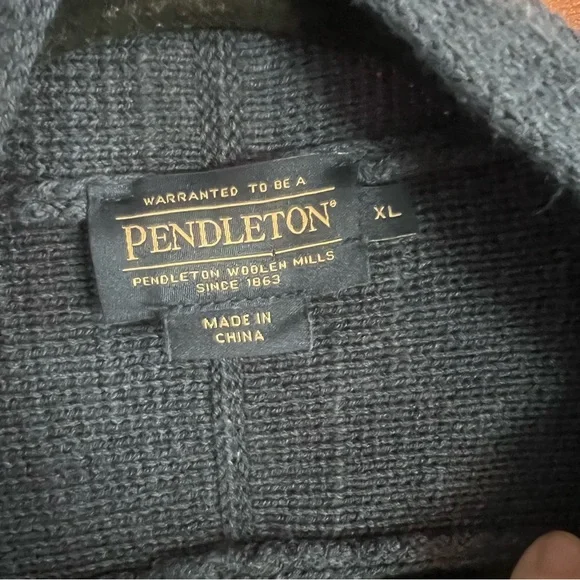 WARRANTED TO BE A
PENDLETON®
XL
PENDLETON WOOLEN MILLS
SINCE 1863
MADE IN
CHINA